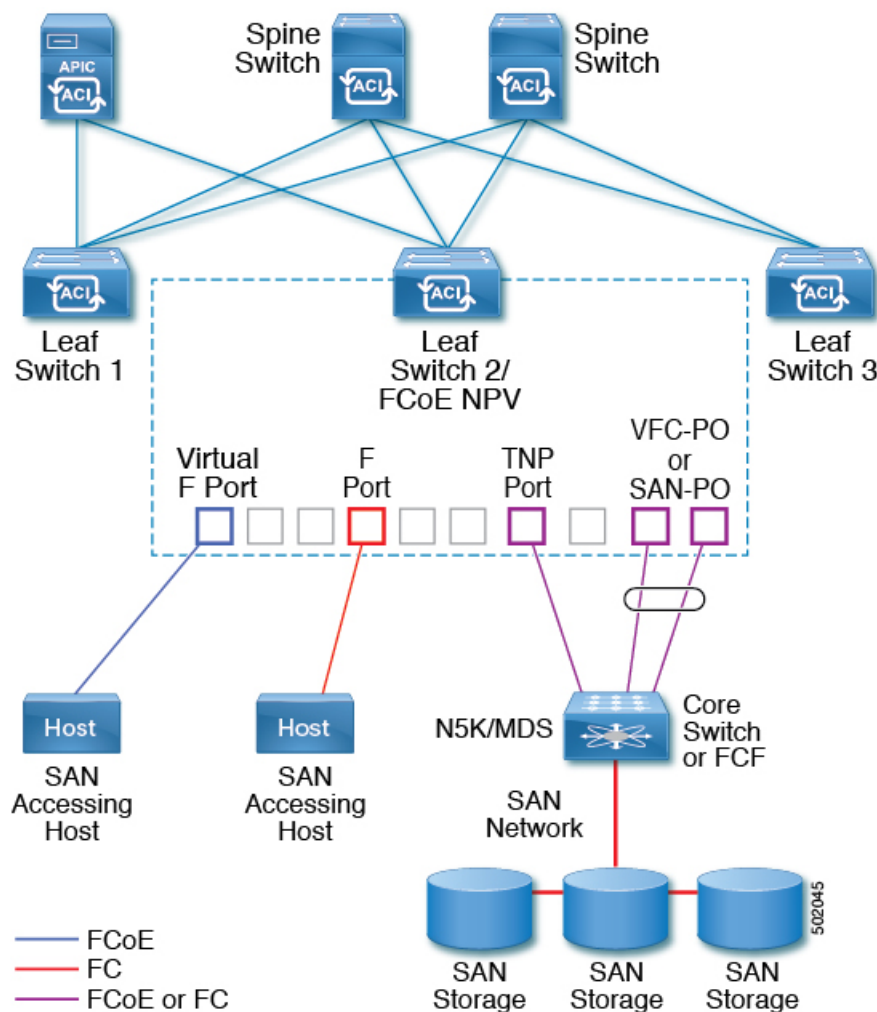 Spine
Switch
Spine
Switch
APIC
ACI
ACI
ACI
ACI
ACI
ACI
Leaf
Switch 1
Leaf
Switch 2/
FCoE NPV
Leaf
Switch 3
Virtual
F Port
F
Port
TNP
Port
VFC-PO
or
SAN-PO
Host
SAN
Accessing
Host
Host
SAN
Accessing
Host
N5K/MDS
Core
Switch
or FCF
SAN
Network
SAN
Storage
SAN
Storage
SAN
Storage
502045
FCoE
FC
FCoE or FC